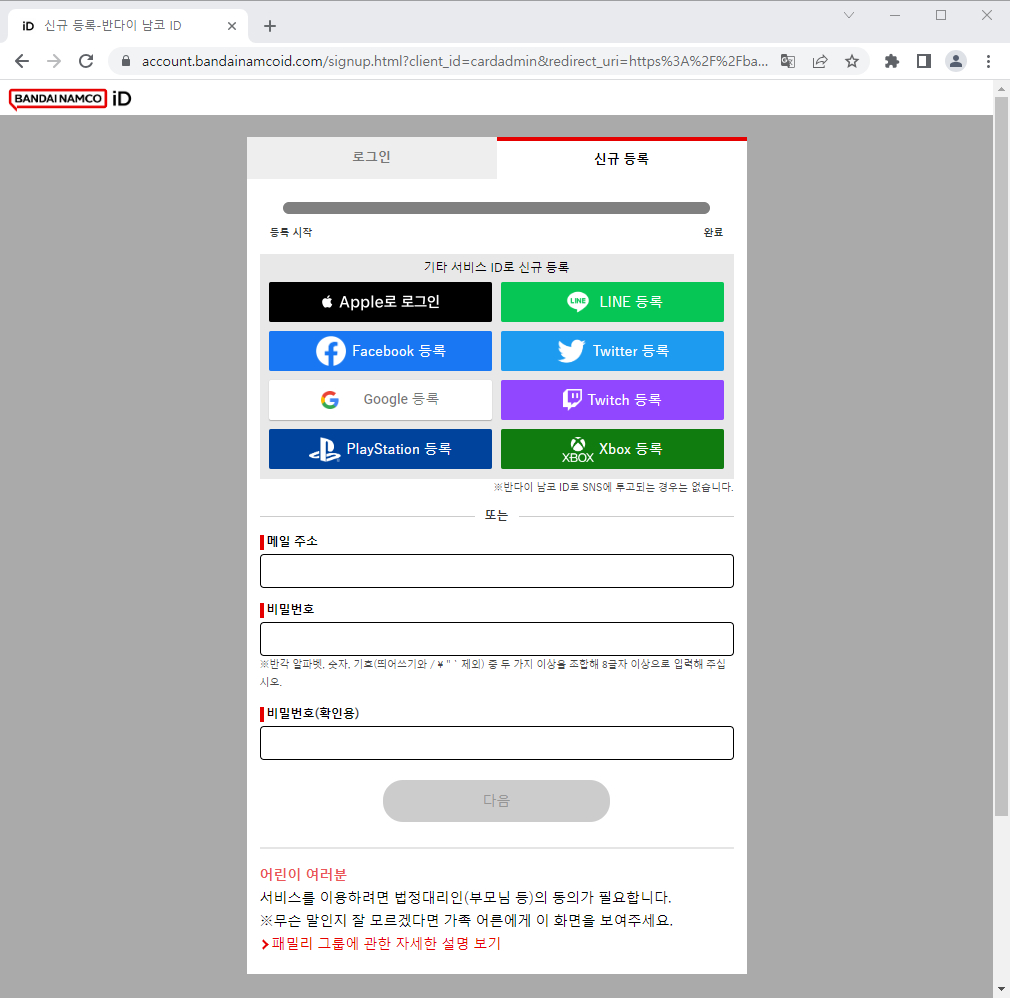 iD 신규 등록-반다이 남코 ID
account.bandainamcoid.com/signup.html?client_id=cardadmin&redirect_uri=https%3A%2F%2Fba...
BANDAI NAMCO iD
로그인
신규 등록
등록 시작
완료
기타 서비스 ID로 신규 등록
Apple로 로그인
LINE LINE 등록
Facebook 등록
Twitter 등록
Google 등록
Twitch 등록
PlayStation 등록
XBOX Xbox 등록
※반다이 남코 ID로 SNS에 투고되는 경우는 없습니다.
또는
메일 주소
비밀번호
※반각 알파벳, 숫자, 기호(띄어쓰기와 / ¥ " ` 제외) 중 두 가지 이상을 조합해 8글자 이상으로 입력해 주십
시오.
비밀번호(확인용)
다음
어린이 여러분
서비스를 이용하려면 법정대리인(부모님 등)의 동의가 필요합니다.
※무슨 말인지 잘 모르겠다면 가족 어른에게 이 화면을 보여주세요.
패밀리 그룹에 관한 자세한 설명 보기